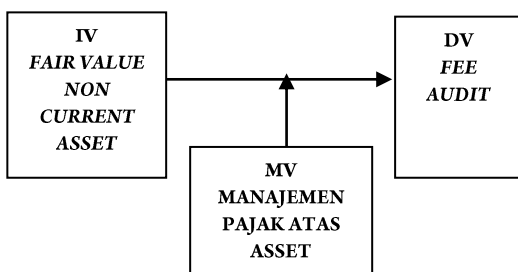 IV
FAIR VALUE
NON
CURRENT
ASSET
DV
FEE
AUDIT
MV
MANAJEMEN
PAJAK ATAS
ASSET